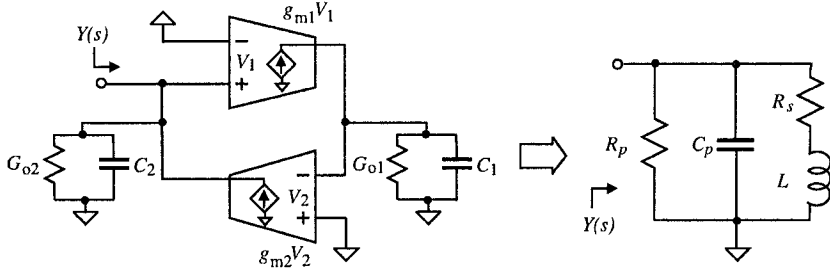 g_m1V_1
Y(s)
−
V_1
+
R_s
G_o2
C_2
R_p
C_p
−
V_2
+
G_o1
C_1
L
Y(s)
g_m2V_2